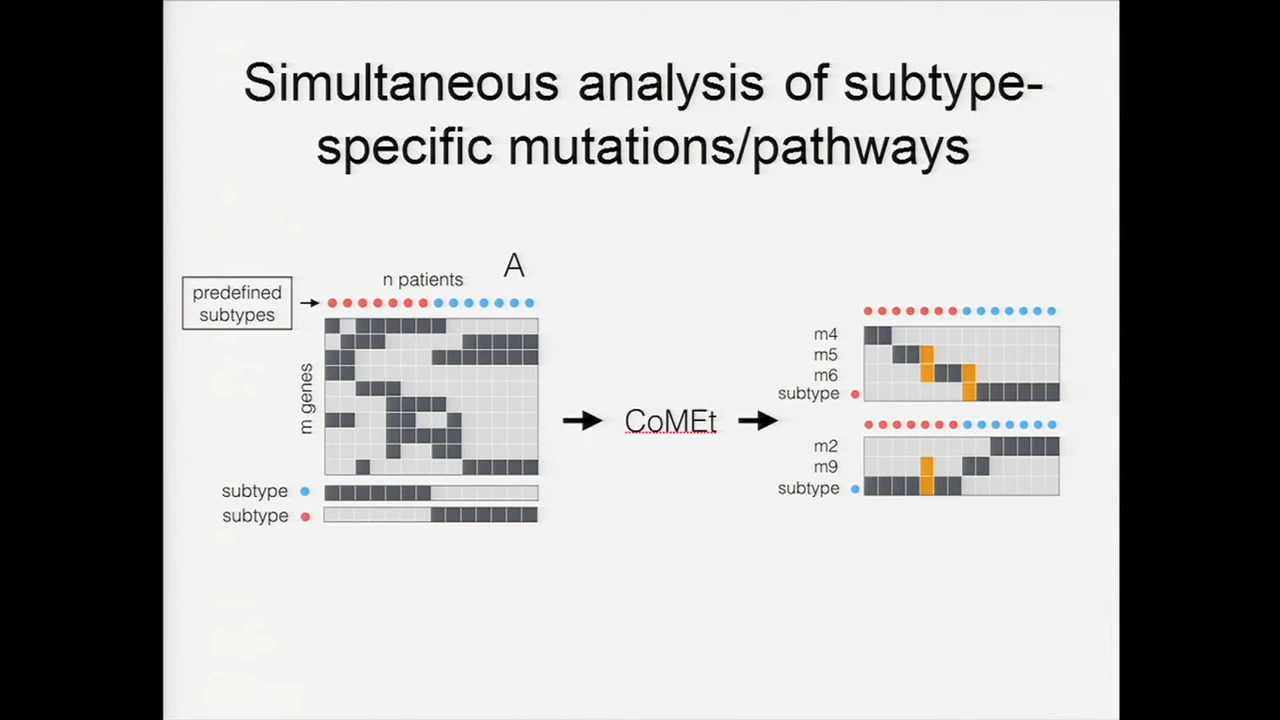 Simultaneous analysis of subtype-
specific mutations/pathways
A
n patients
predefined
subtypes
m genes
subtype
subtype
CoMEt
m4
m5
m6
subtype
m2
m9
subtype